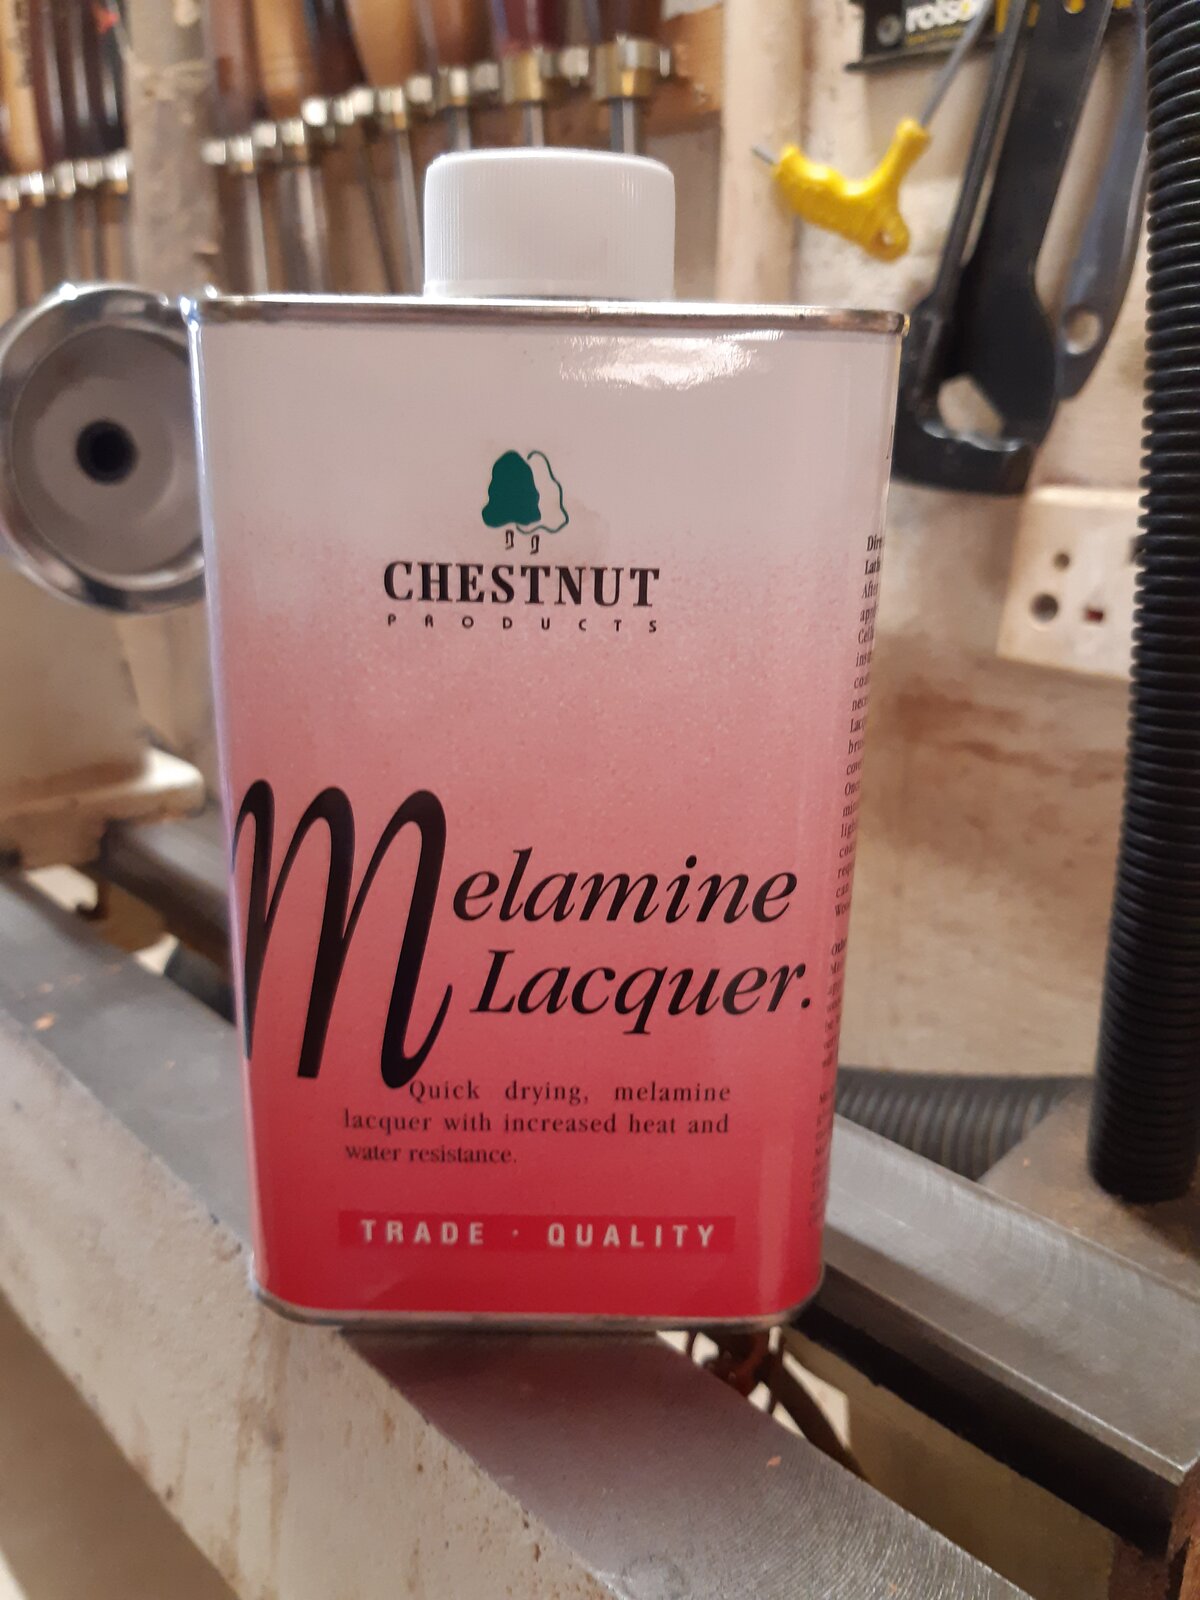 CHESTNUT
PRODUCTS
Melamine
Lacquer.
Quick drying, melamine
lacquer with increased heat and
water resistance.
TRADE · QUALITY